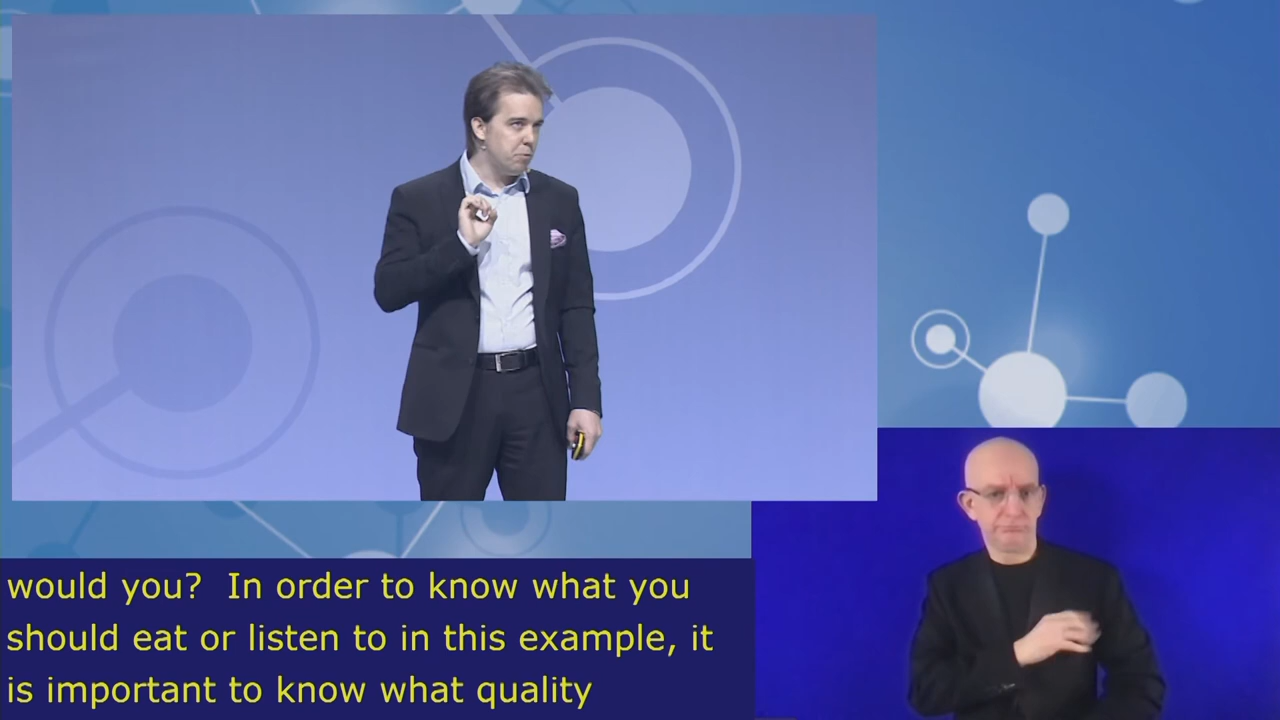 would you?  In order to know what you
should eat or listen to in this example, it
is important to know what quality